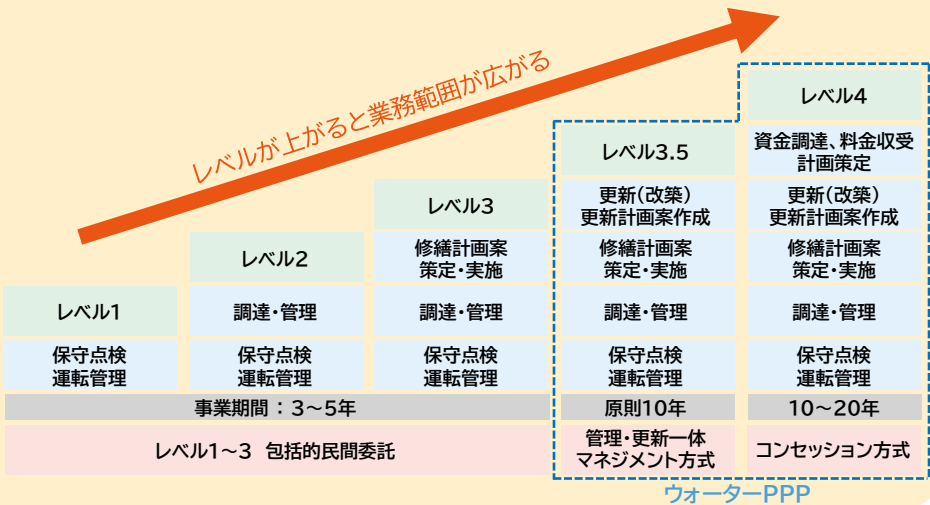 レベルが上がると業務範囲が広がる
レベル1
保守点検
運転管理
レベル2
調達・管理
保守点検
運転管理
レベル3
修繕計画案
策定・実施
調達・管理
保守点検
運転管理
レベル3.5
更新(改築)
更新計画案作成
修繕計画案
策定・実施
調達・管理
保守点検
運転管理
レベル4
資金調達、料金収受
計画策定
更新(改築)
更新計画案作成
修繕計画案
策定・実施
調達・管理
保守点検
運転管理
事業期間：3～5年
原則10年
10～20年
レベル1～3 包括的民間委託
管理・更新一体
マネジメント方式
コンセッション方式
ウォーターPPP